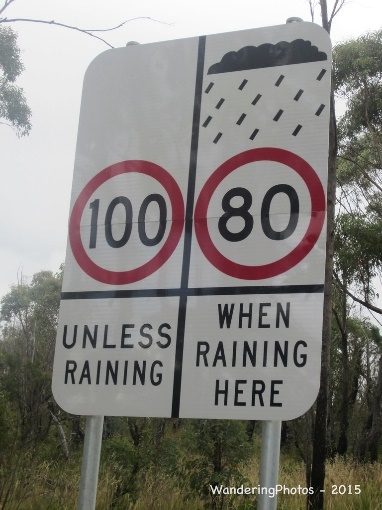 100
80
UNLESS
RAINING
WHEN
RAINING
HERE
WanderingPhotos - 2015